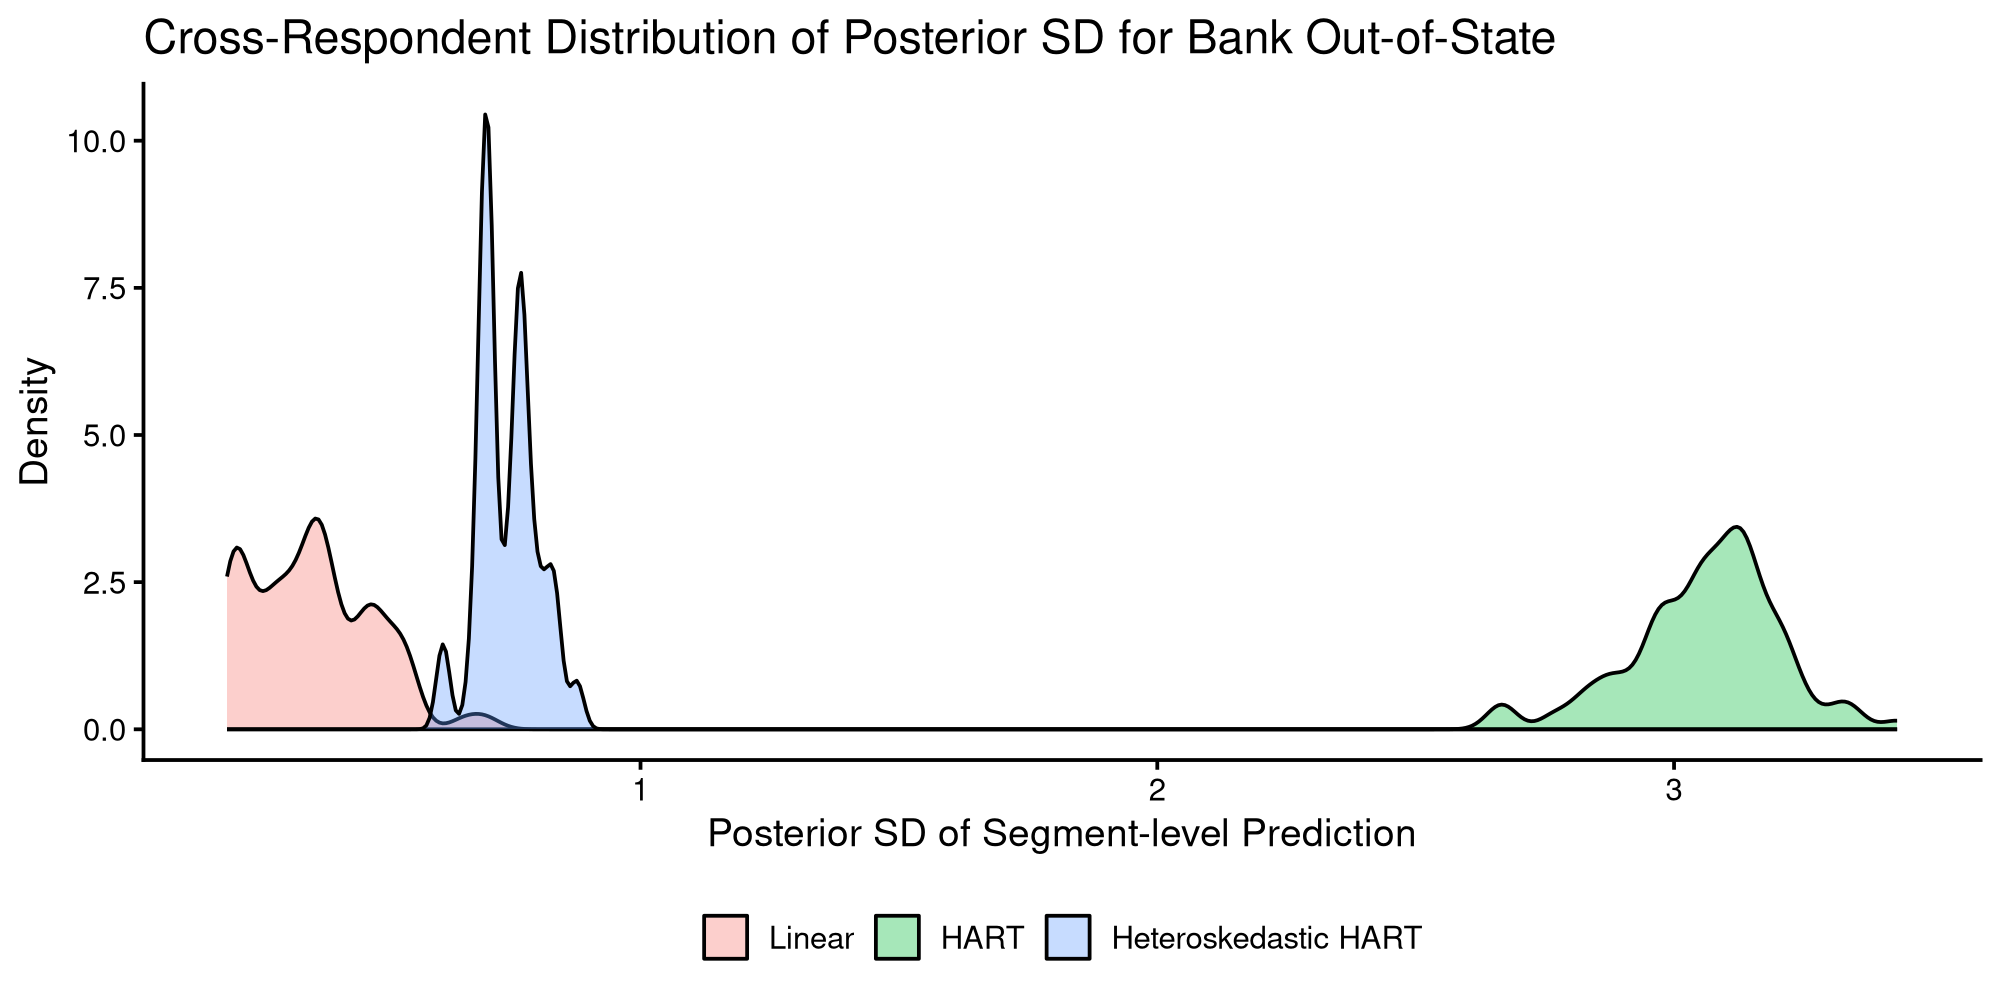 Cross-Respondent Distribution of Posterior SD for Bank Out-of-State
10.0
7.5
5.0
2.5
0.0
Density
1 2 3
Posterior SD of Segment-level Prediction
Linear HART Heteroskedastic HART